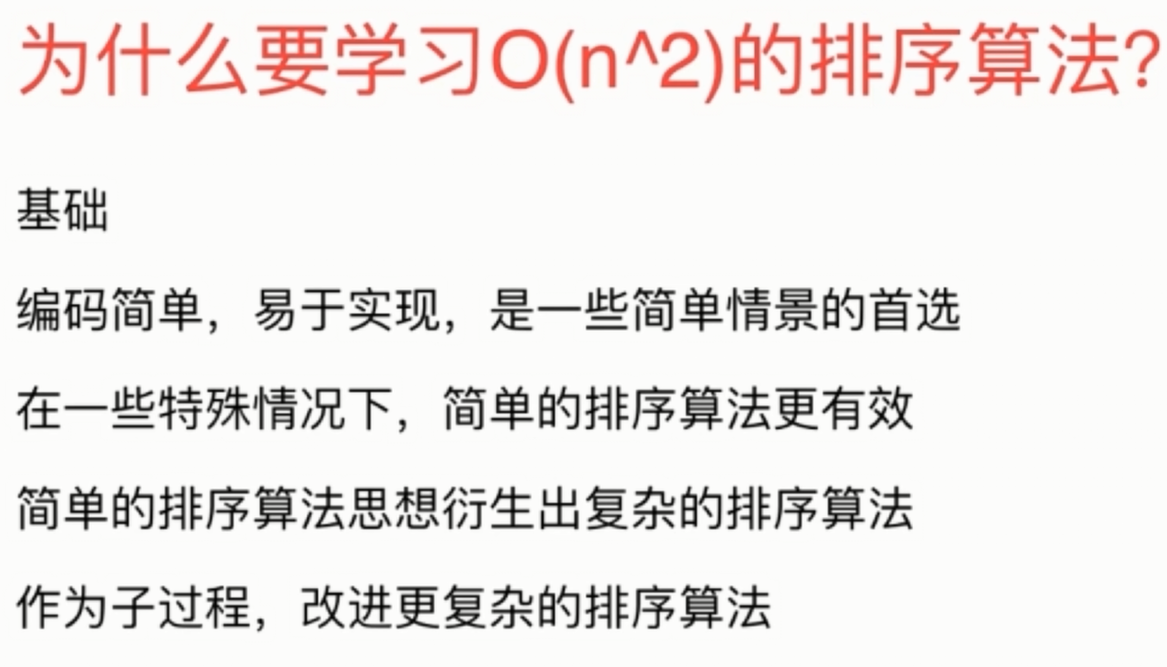 为什么要学习O(n^2)的排序算法?
基础
编码简单，易于实现，是一些简单情景的首选
在一些特殊情况下，简单的排序算法更有效
简单的排序算法思想衍生出复杂的排序算法
作为子过程，改进更复杂的排序算法